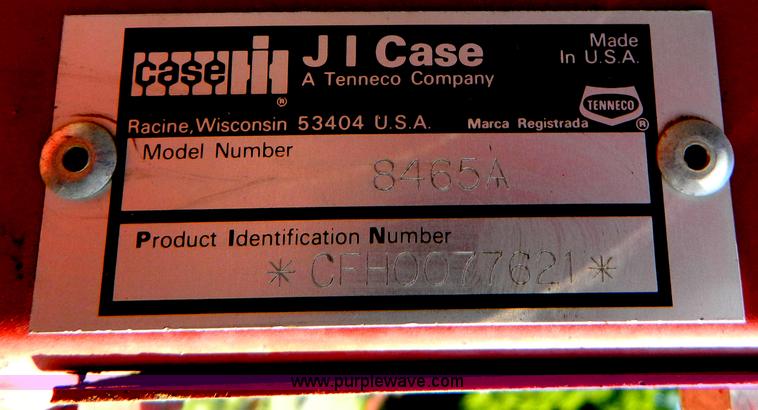 case IH ®
J I Case
A Tenneco Company
Made
In U.S.A.
TENNECO
Racine, Wisconsin 53404 U.S.A.
Marca Registrada ®
Model Number
8465A
Product Identification Number
* CFH0077621 *
www.purplewave.com